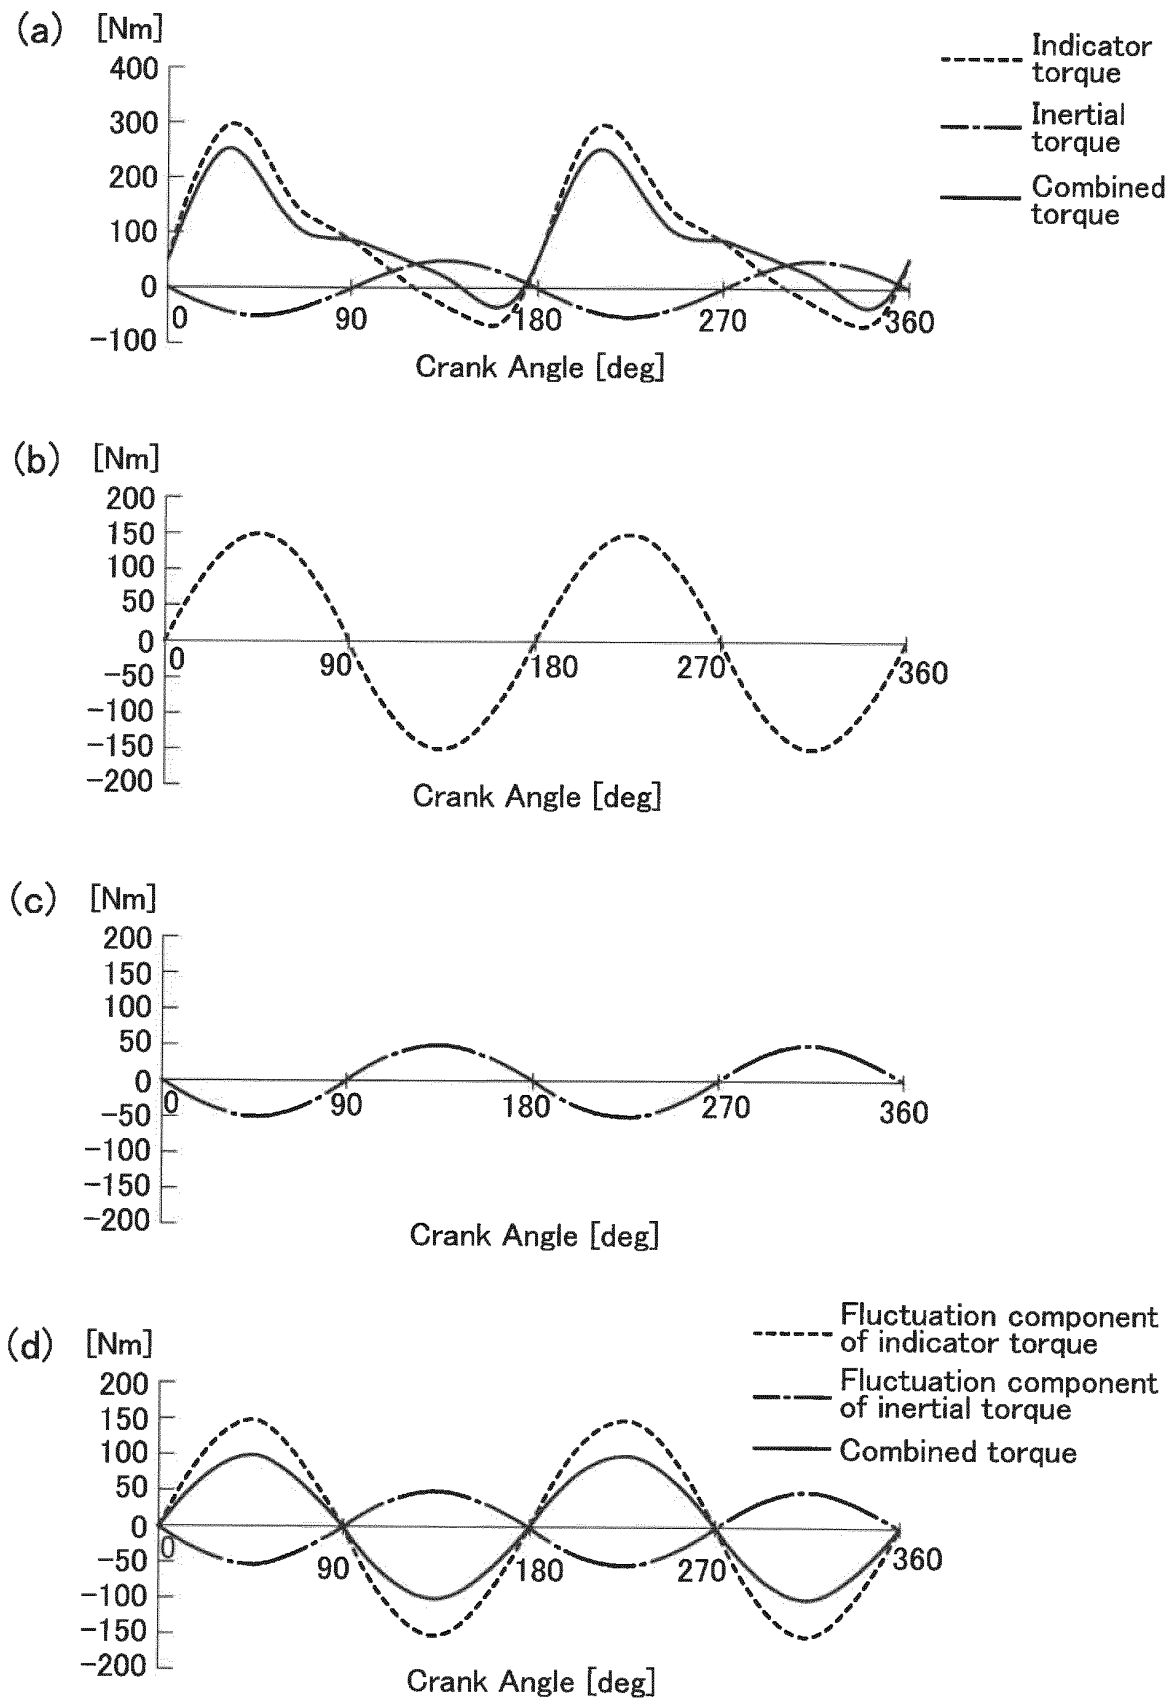 (a) [Nm]
400
300
200
100
0
-100
0 90 180 270 360
Crank Angle [deg]
Indicator
torque
Inertial
torque
Combined
torque
(b) [Nm]
200
150
100
50
0
-50
-100
-150
-200
0 90 180 270 360
Crank Angle [deg]
(c) [Nm]
200
150
100
50
0
-50
-100
-150
-200
0 90 180 270 360
Crank Angle [deg]
(d) [Nm]
200
150
100
50
0
-50
-100
-150
-200
0 90 180 270 360
Crank Angle [deg]
Fluctuation component
of indicator torque
Fluctuation component
of inertial torque
Combined torque